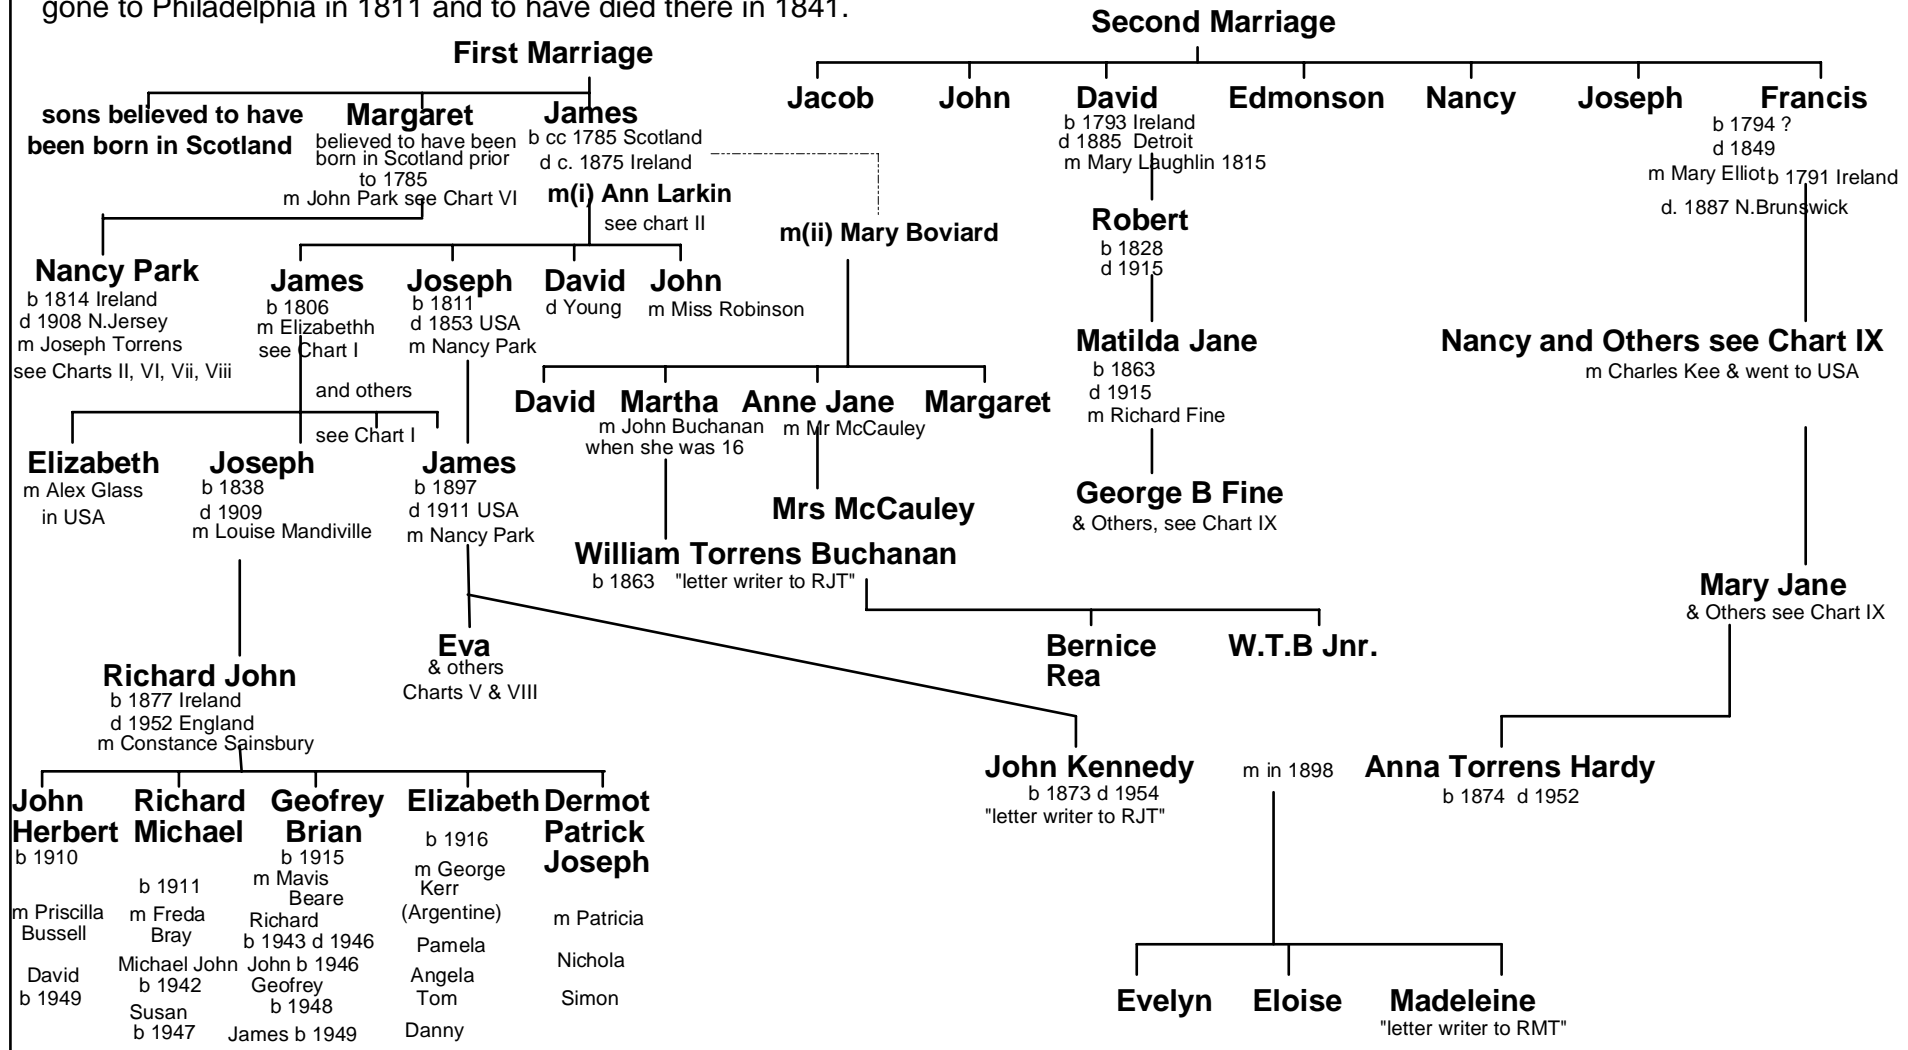 gone to Philadelphia in 1811 and to have died there in 1841.
Second Marriage
First Marriage
Jacob
John
David
b 1793 Ireland
d 1885 Detroit
m Mary Laughlin 1815
Edmonson
Nancy
Joseph
Francis
b 1794 ?
d 1849
m Mary Elliot
b 1791 Ireland
d. 1887 N.Brunswick
sons believed to have
been born in Scotland
Margaret
believed to have been
born in Scotland prior
to 1785
m John Park see Chart VI
James
b cc 1785 Scotland
d c. 1875 Ireland
m(i) Ann Larkin
see chart II
m(ii) Mary Boviard
Robert
b 1828
d 1915
Nancy Park
b 1814 Ireland
d 1908 N.Jersey
m Joseph Torrens
see Charts II, VI, Vii, Viii
James
b 1806
m Elizabethh
see Chart I
Joseph
b 1811
d 1853 USA
m Nancy Park
David
d Young
John
m Miss Robinson
Matilda Jane
b 1863
d 1915
m Richard Fine
Nancy and Others see Chart IX
m Charles Kee & went to USA
and others
see Chart I
David
Martha
m John Buchanan
when she was 16
Anne Jane
m Mr McCauley
Margaret
Elizabeth
m Alex Glass
in USA
Joseph
b 1838
d 1909
m Louise Mandiville
James
b 1897
d 1911 USA
m Nancy Park
Mrs McCauley
George B Fine
& Others, see Chart IX
William Torrens Buchanan
b 1863 "letter writer to RJT"
Mary Jane
& Others see Chart IX
Eva
& others
Charts V & VIII
Bernice
Rea
W.T.B Jnr.
Richard John
b 1877 Ireland
d 1952 England
m Constance Sainsbury
John Kennedy
b 1873 d 1954
"letter writer to RJT"
m in 1898
Anna Torrens Hardy
b 1874 d 1952
John
Herbert
b 1910
m Priscilla
Bussell
David
b 1949
Richard
Michael
b 1911
m Freda
Bray
Michael John
b 1942
Susan
b 1947
Geofrey
Brian
b 1915
m Mavis
Beare
Richard
b 1943 d 1946
John b 1946
Geofrey
b 1948
James b 1949
Elizabeth
b 1916
m George
Kerr
(Argentine)
Pamela
Angela
Tom
Danny
Dermot
Patrick
Joseph
m Patricia
Nichola
Simon
Evelyn
Eloise
Madeleine
"letter writer to RMT"